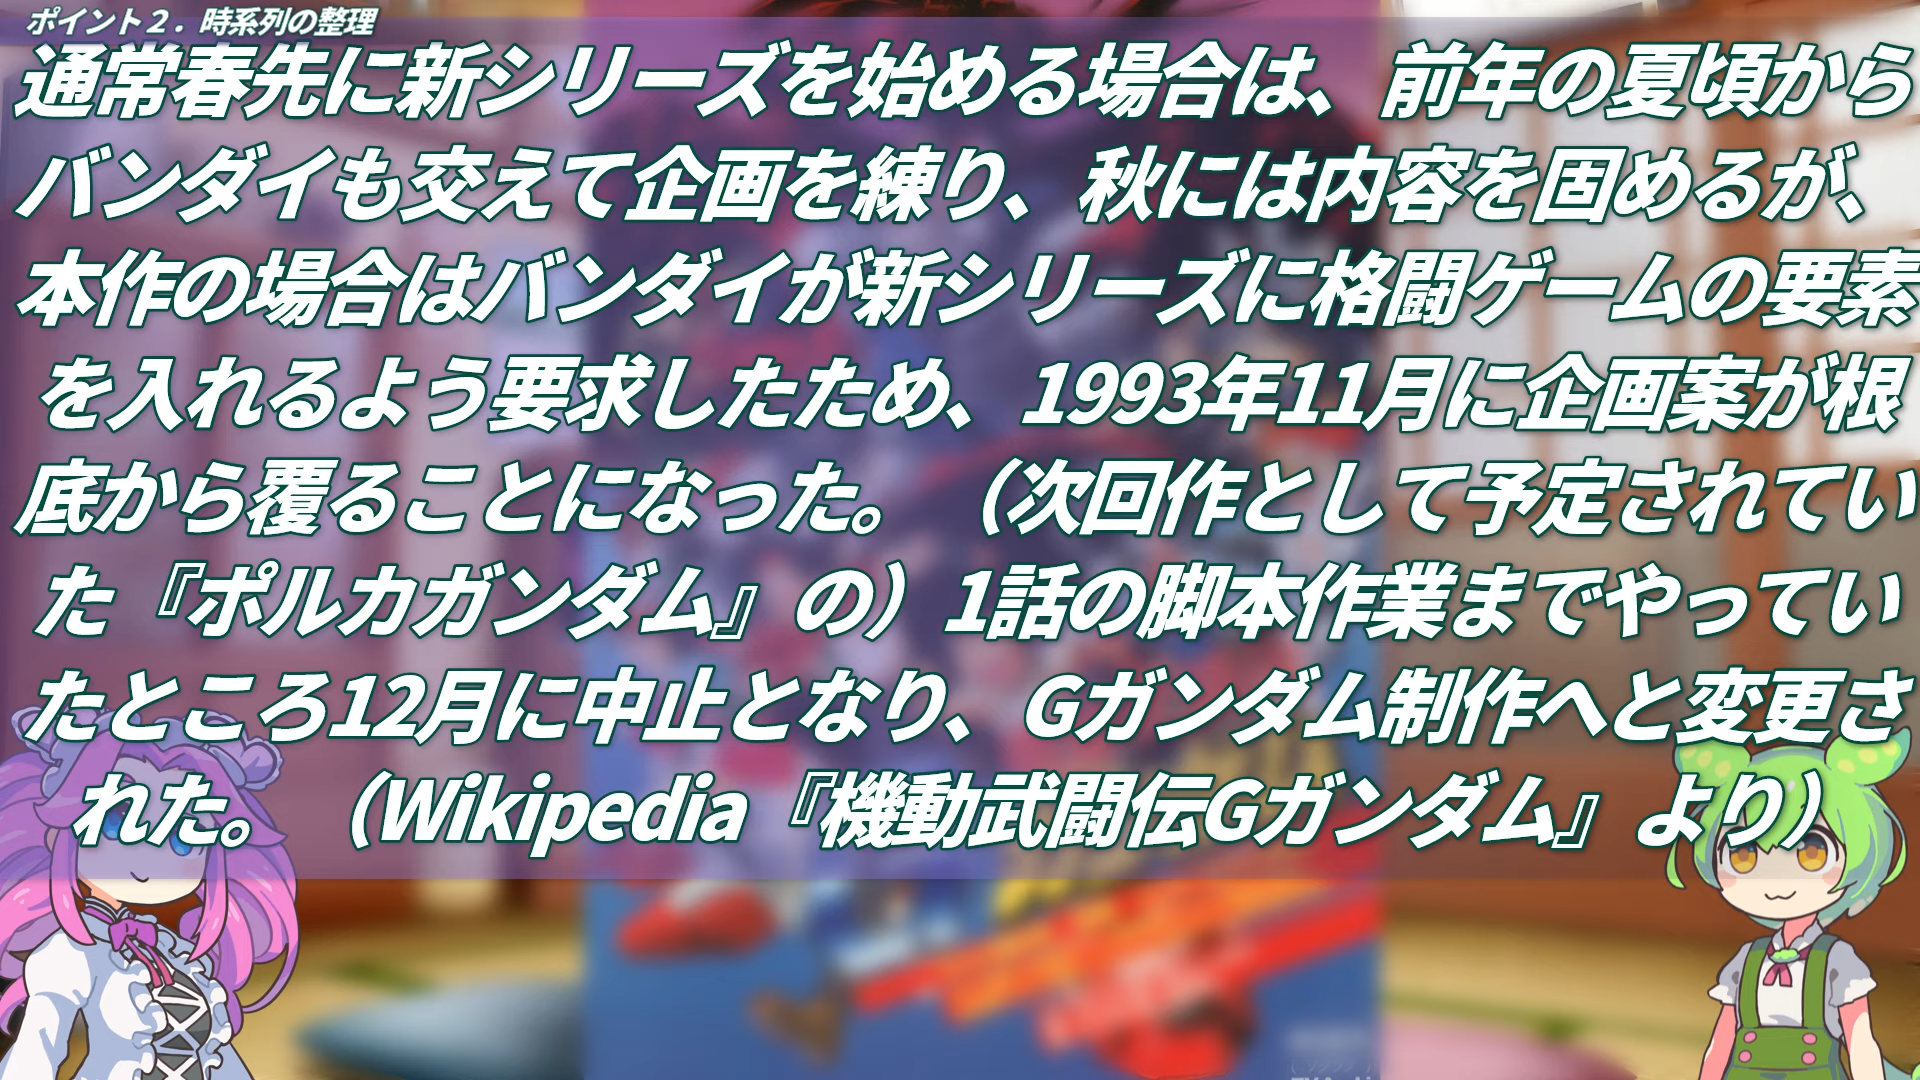 ポイント２．時系列の整理
通常春先に新シリーズを始める場合は、前年の夏頃から
バンダイも交えて企画を練り、秋には内容を固めるが、
本作の場合はバンダイが新シリーズに格闘ゲームの要素
を入れるよう要求したため、1993年11月に企画案が根
底から覆ることになった。（次回作として予定されてい
た『ポルカガンダム』の）1話の脚本作業までやってい
たところ12月に中止となり、Gガンダム制作へと変更さ
れた。（Wikipedia『機動武闘伝Gガンダム』より）